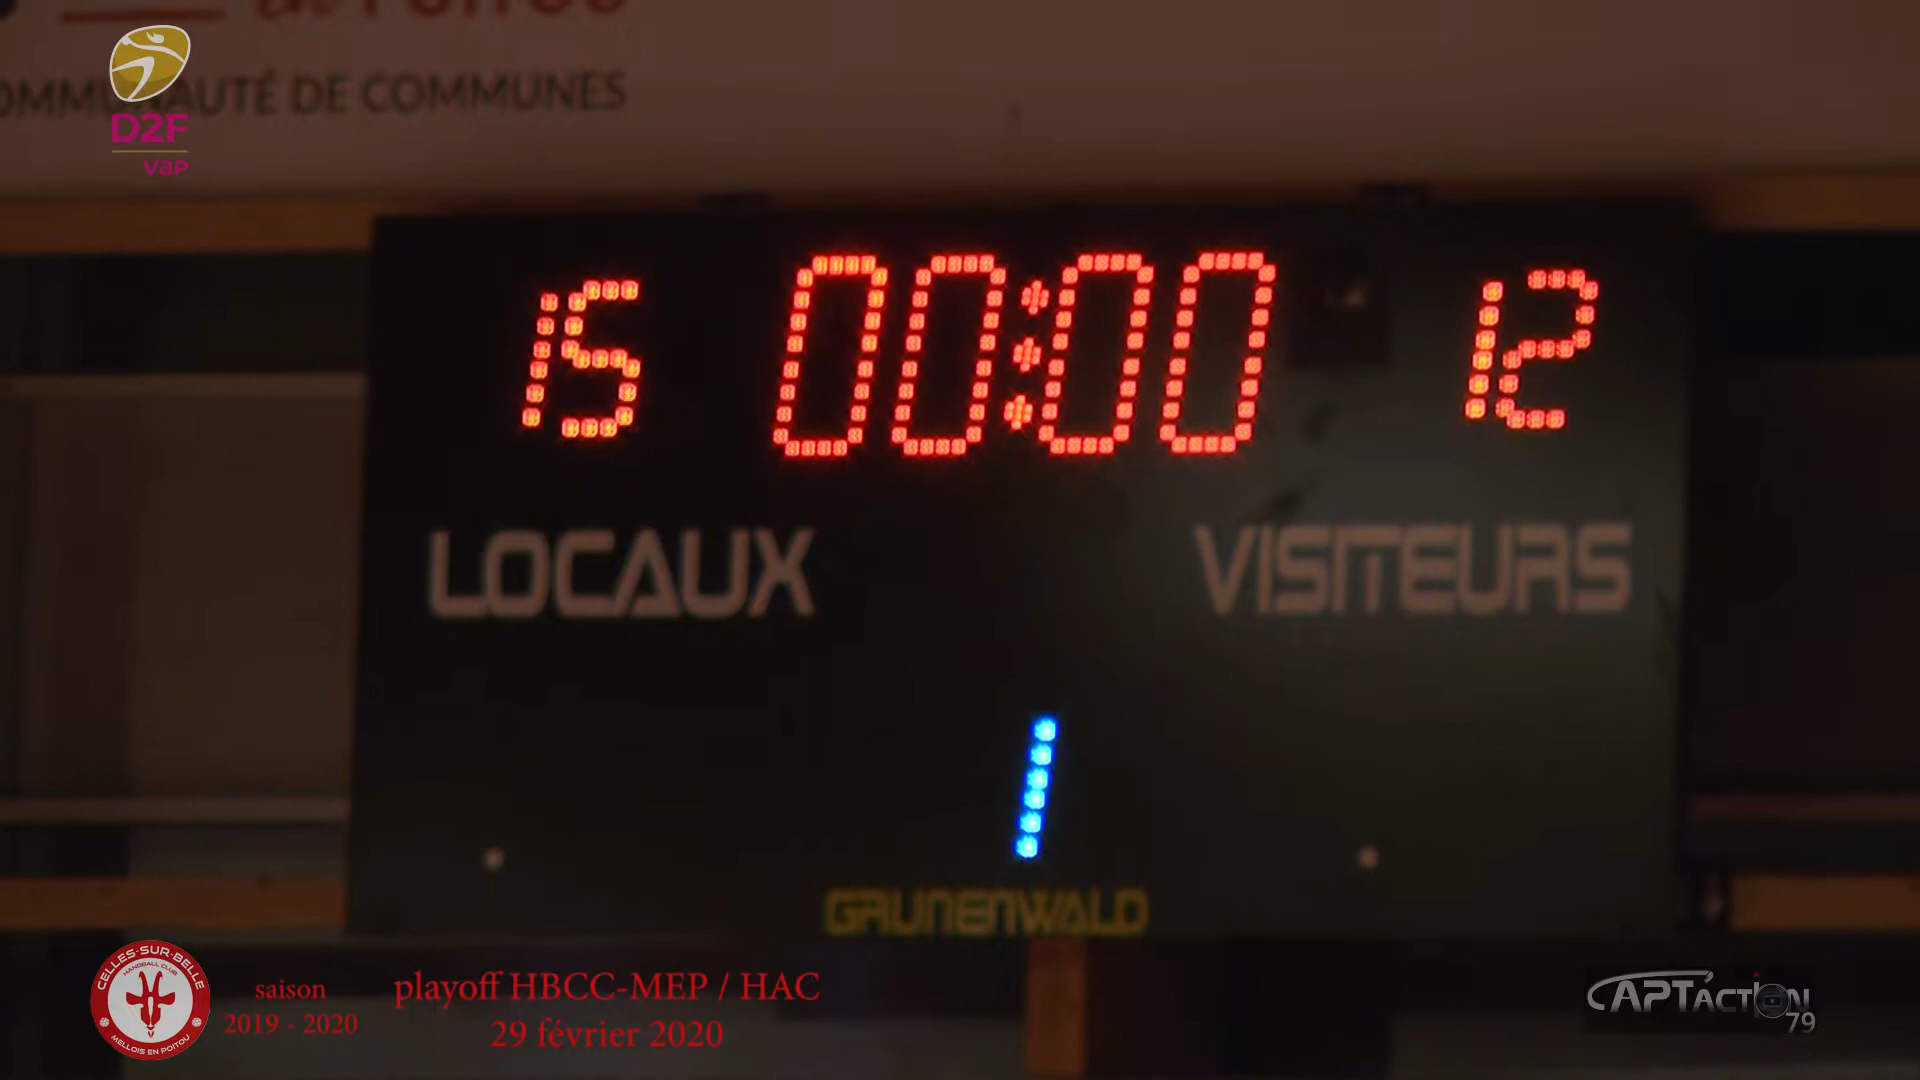 COMMUNAUTÉ DE COMMUNES
D2F
VaP
15 00:00 12
LOCAUX VISITEURS
1
GRUNENWALD
CELLES-SUR-BELLE
HANDBALL CLUB
MELLOIS EN POITOU
saison
2019 - 2020
playoff HBCC-MEP / HAC
29 février 2020
CAPTACTION
79